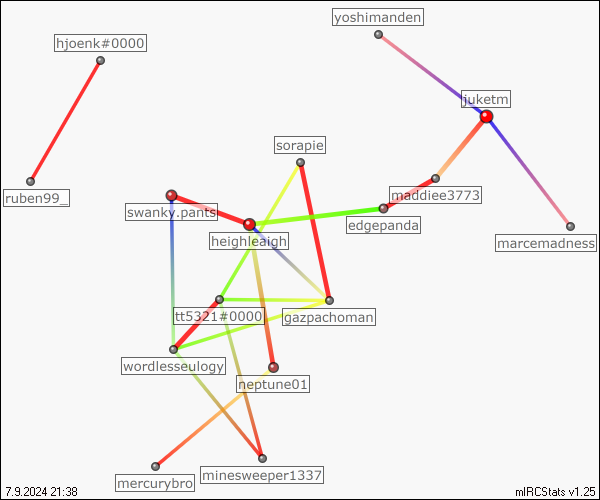 yoshimanden
hjoenk#0000
juketm
sorapie
maddiee3773
ruben99_
swanky.pants
edgepanda
heighleaigh
marcemadness
tt5321#0000
gazpachoman
wordlesseulogy
neptune01
minesweeper1337
mercurybro
7.9.2024 21:38
mIRCStats v1.25